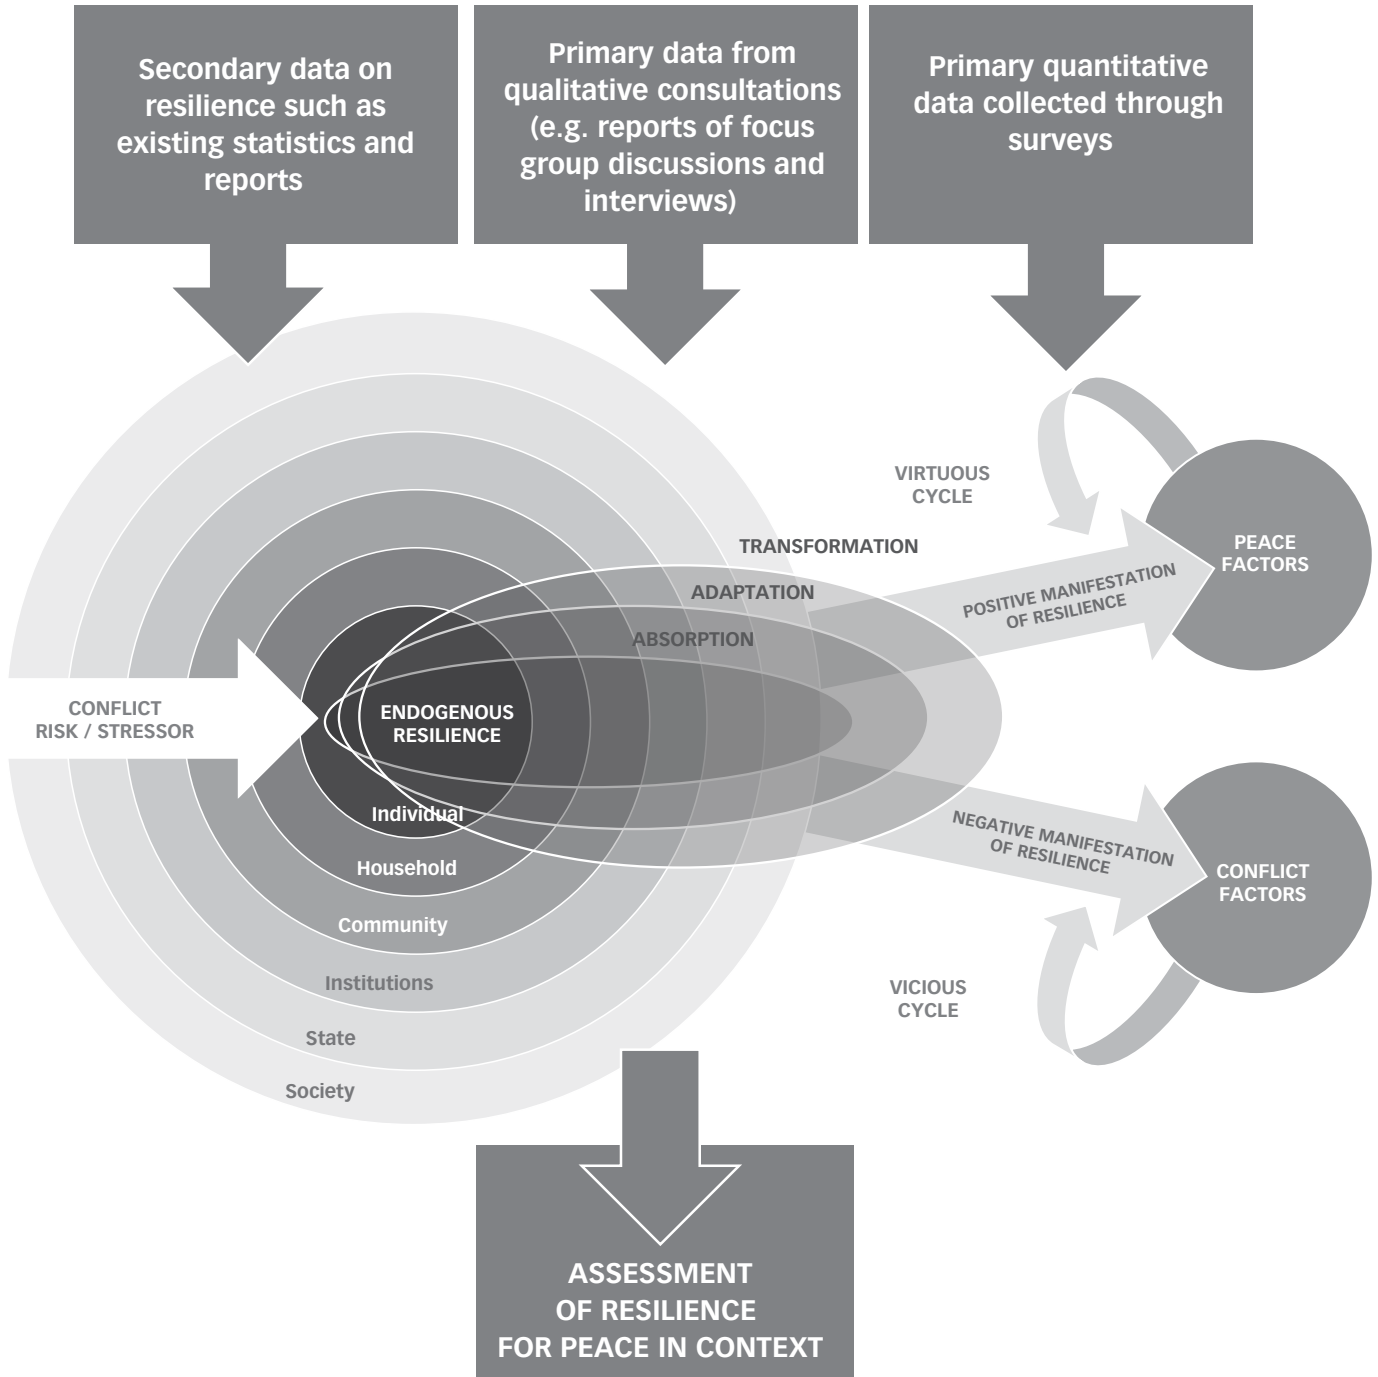 Secondary data on
resilience such as
existing statistics and
reports
Primary data from
qualitative consultations
(e.g. reports of focus
group discussions and
interviews)
Primary quantitative
data collected through
surveys
VIRTUOUS
CYCLE
TRANSFORMATION
ADAPTATION
ABSORPTION
PEACE
FACTORS
POSITIVE MANIFESTATION
OF RESILIENCE
CONFLICT
RISK / STRESSOR
ENDOGENOUS
RESILIENCE
Individual
Household
Community
Institutions
State
Society
NEGATIVE MANIFESTATION
OF RESILIENCE
CONFLICT
FACTORS
VICIOUS
CYCLE
ASSESSMENT
OF RESILIENCE
FOR PEACE IN CONTEXT